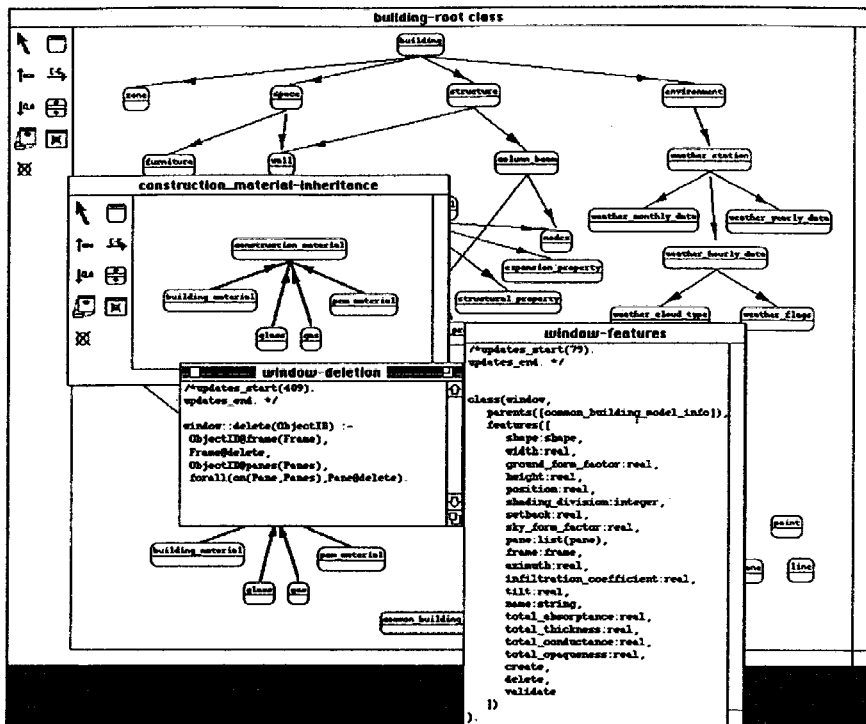 building-root class
building
zone
space
structure
environment
furniture
wall
column_beam
weather_station
construction_material-inheritance
weather_monthly_data
weather_yearly_data
nodes
construction_material
weather_hourly_data
expansion_property
building_material
pcm_material
structural_property
glass
gas
weather_cloud_type
weather_flags
window-deletion
/*updates_start(409).
updates_end. */
window::delete(ObjectID) :-
ObjectID@frame(Frame),
Frame@delete,
ObjectID@panes(Panes),
forall(on(Pane,Panes),Pane@delete).
window-features
/*updates_start(79).
updates_end. */
class(window,
parents([common_building_model_info]),
features([
shape:shape,
width:real,
ground_form_factor:real,
height:real,
position:real,
shading_division:integer,
setback:real,
sky_form_factor:real,
pane:list(pane),
frame:frame,
azimuth:real,
infiltration_coefficient:real,
tilt:real,
name:string,
total_absorptance:real,
total_thickness:real,
total_conductance:real,
total_opaqueness:real,
create,
delete,
validate
])
).
building_material
pcm_material
glass
gas
common_building
point
line